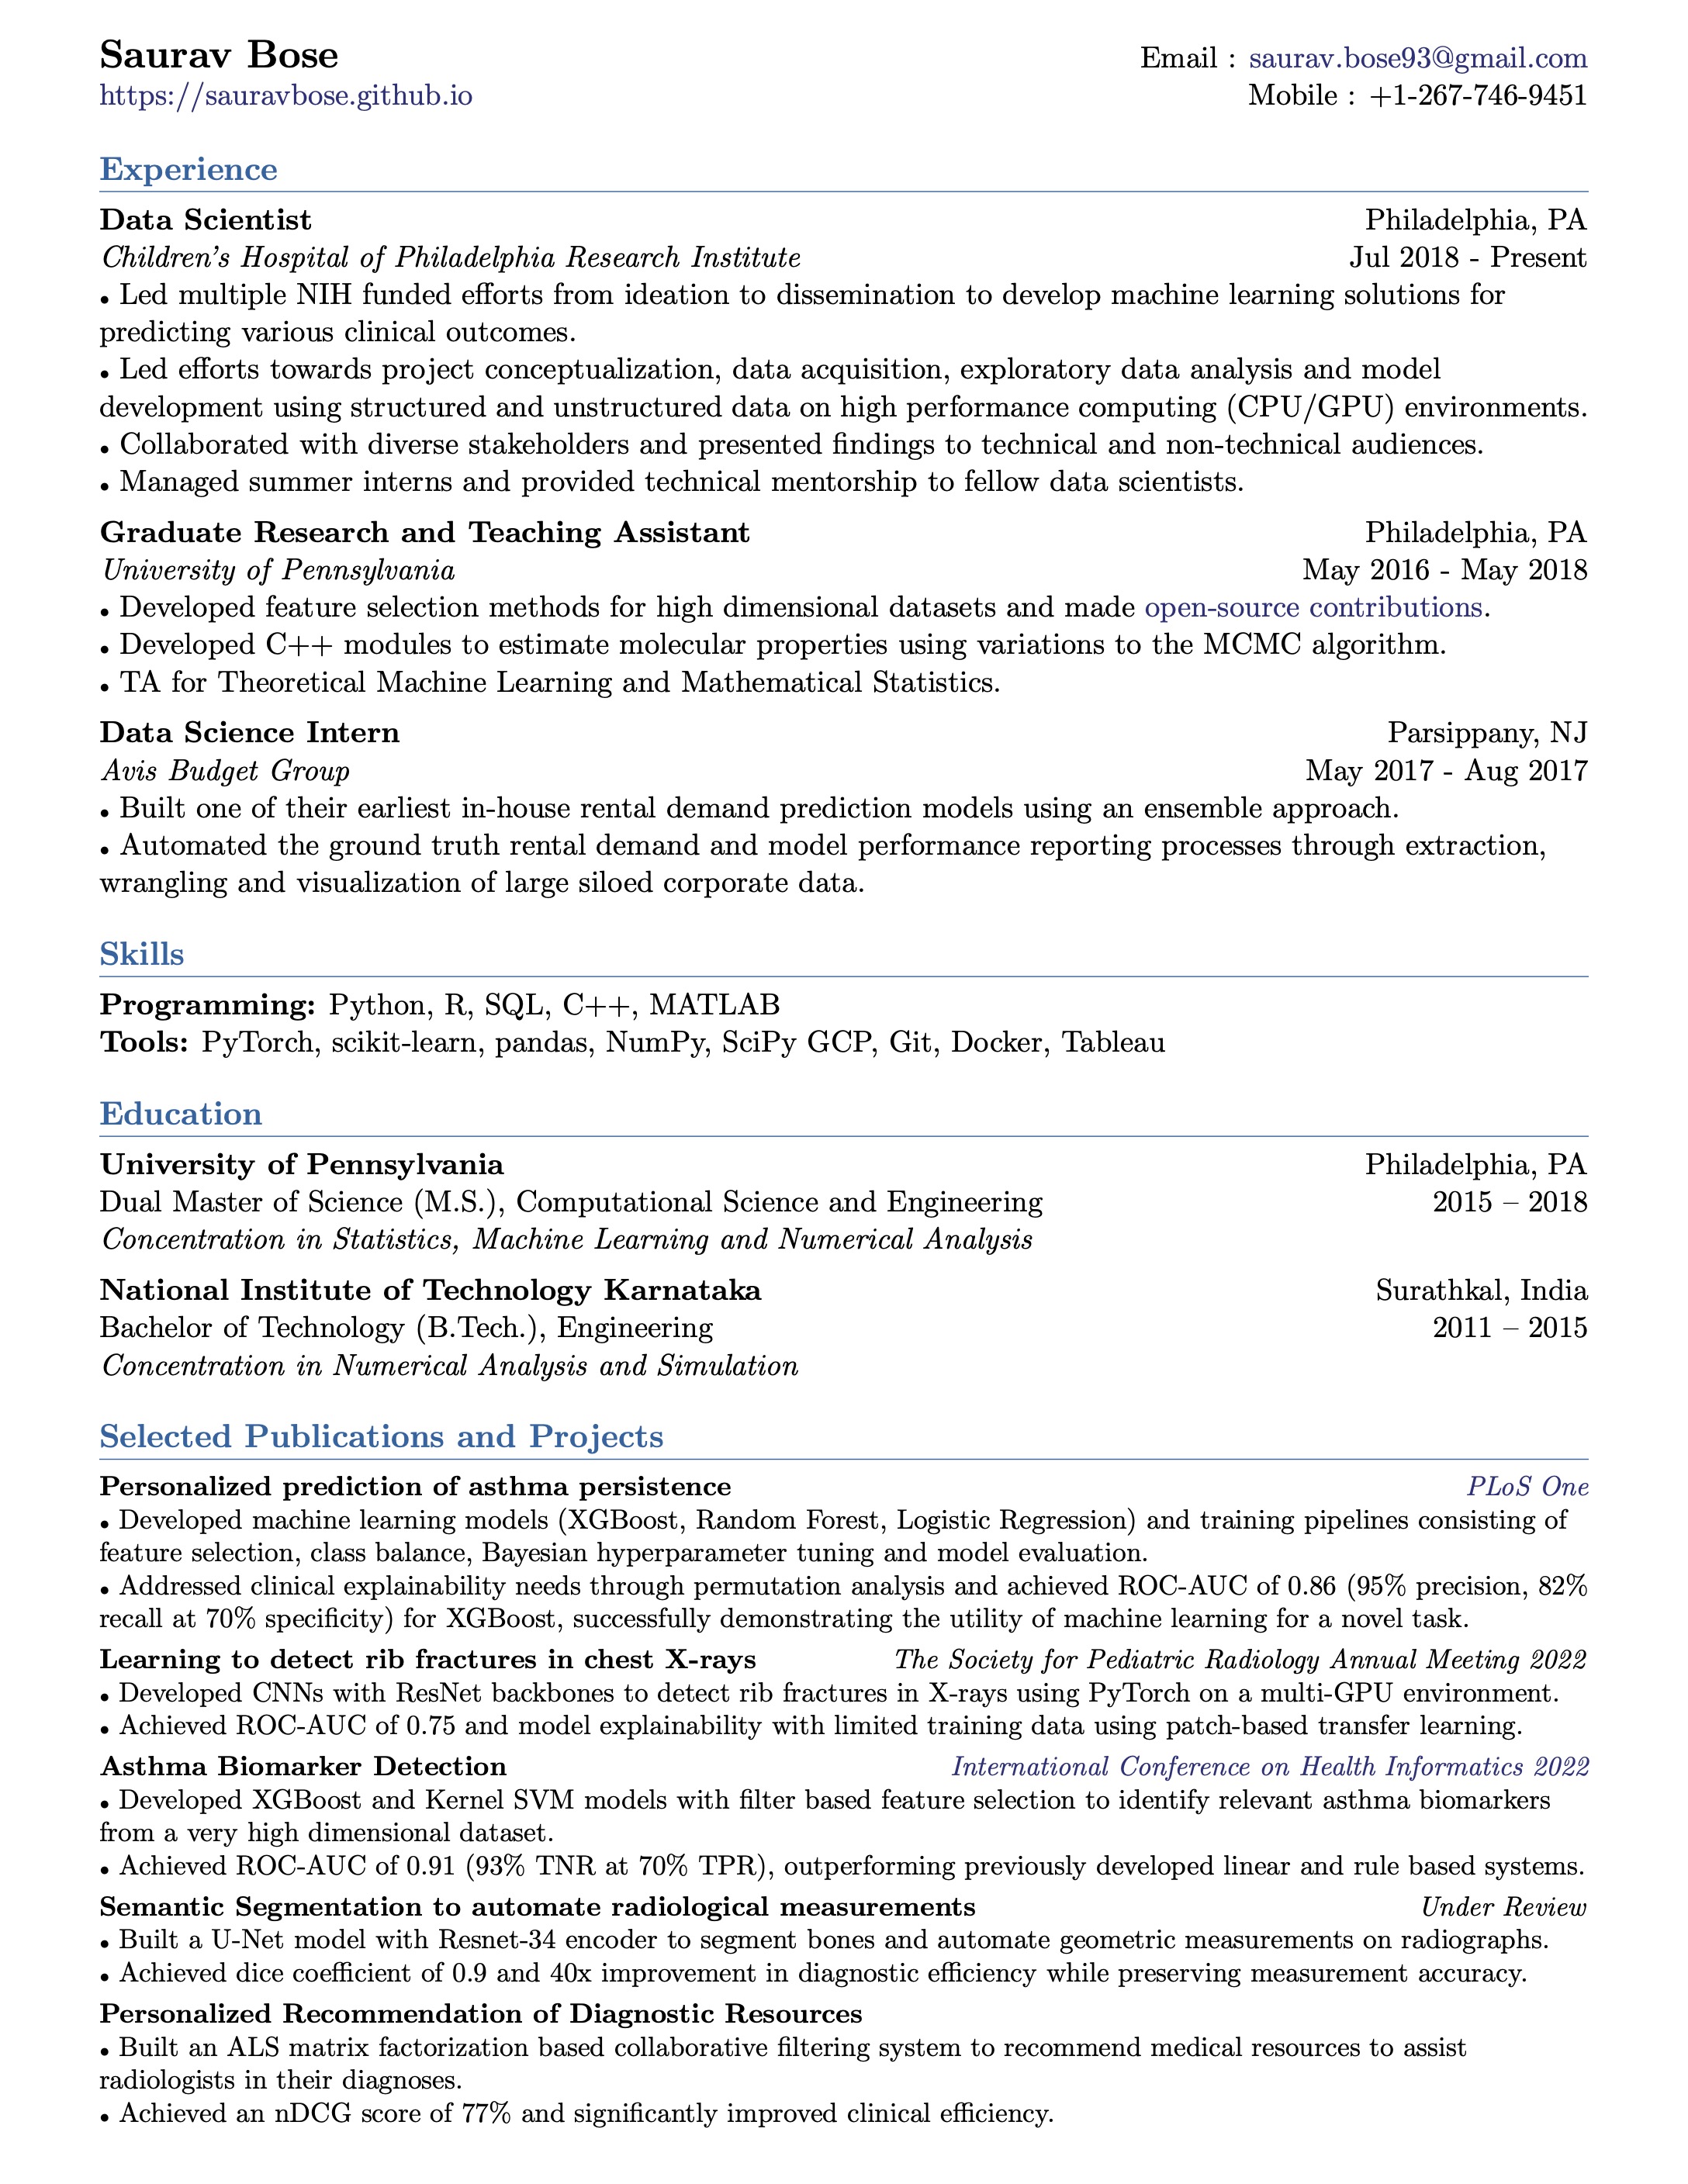 Saurav Bose
Email : saurav.bose93@gmail.com
https://sauravbose.github.io
Mobile : +1-267-746-9451
Experience
Data Scientist
Philadelphia, PA
Children's Hospital of Philadelphia Research Institute
Jul 2018 - Present
• Led multiple NIH funded efforts from ideation to dissemination to develop machine learning solutions for
predicting various clinical outcomes.
• Led efforts towards project conceptualization, data acquisition, exploratory data analysis and model
development using structured and unstructured data on high performance computing (CPU/GPU) environments.
• Collaborated with diverse stakeholders and presented findings to technical and non-technical audiences.
• Managed summer interns and provided technical mentorship to fellow data scientists.
Graduate Research and Teaching Assistant
Philadelphia, PA
University of Pennsylvania
May 2016 - May 2018
• Developed feature selection methods for high dimensional datasets and made open-source contributions.
• Developed C++ modules to estimate molecular properties using variations to the MCMC algorithm.
• TA for Theoretical Machine Learning and Mathematical Statistics.
Data Science Intern
Parsippany, NJ
Avis Budget Group
May 2017 - Aug 2017
• Built one of their earliest in-house rental demand prediction models using an ensemble approach.
• Automated the ground truth rental demand and model performance reporting processes through extraction,
wrangling and visualization of large siloed corporate data.
Skills
Programming: Python, R, SQL, C++, MATLAB
Tools: PyTorch, scikit-learn, pandas, NumPy, SciPy GCP, Git, Docker, Tableau
Education
University of Pennsylvania
Philadelphia, PA
Dual Master of Science (M.S.), Computational Science and Engineering
2015 – 2018
Concentration in Statistics, Machine Learning and Numerical Analysis
National Institute of Technology Karnataka
Surathkal, India
Bachelor of Technology (B.Tech.), Engineering
2011 – 2015
Concentration in Numerical Analysis and Simulation
Selected Publications and Projects
Personalized prediction of asthma persistence
PLoS One
• Developed machine learning models (XGBoost, Random Forest, Logistic Regression) and training pipelines consisting of
feature selection, class balance, Bayesian hyperparameter tuning and model evaluation.
• Addressed clinical explainability needs through permutation analysis and achieved ROC-AUC of 0.86 (95% precision, 82%
recall at 70% specificity) for XGBoost, successfully demonstrating the utility of machine learning for a novel task.
Learning to detect rib fractures in chest X-rays
The Society for Pediatric Radiology Annual Meeting 2022
• Developed CNNs with ResNet backbones to detect rib fractures in X-rays using PyTorch on a multi-GPU environment.
• Achieved ROC-AUC of 0.75 and model explainability with limited training data using patch-based transfer learning.
Asthma Biomarker Detection
International Conference on Health Informatics 2022
• Developed XGBoost and Kernel SVM models with filter based feature selection to identify relevant asthma biomarkers
from a very high dimensional dataset.
• Achieved ROC-AUC of 0.91 (93% TNR at 70% TPR), outperforming previously developed linear and rule based systems.
Semantic Segmentation to automate radiological measurements
Under Review
• Built a U-Net model with Resnet-34 encoder to segment bones and automate geometric measurements on radiographs.
• Achieved dice coefficient of 0.9 and 40x improvement in diagnostic efficiency while preserving measurement accuracy.
Personalized Recommendation of Diagnostic Resources
• Built an ALS matrix factorization based collaborative filtering system to recommend medical resources to assist
radiologists in their diagnoses.
• Achieved an nDCG score of 77% and significantly improved clinical efficiency.